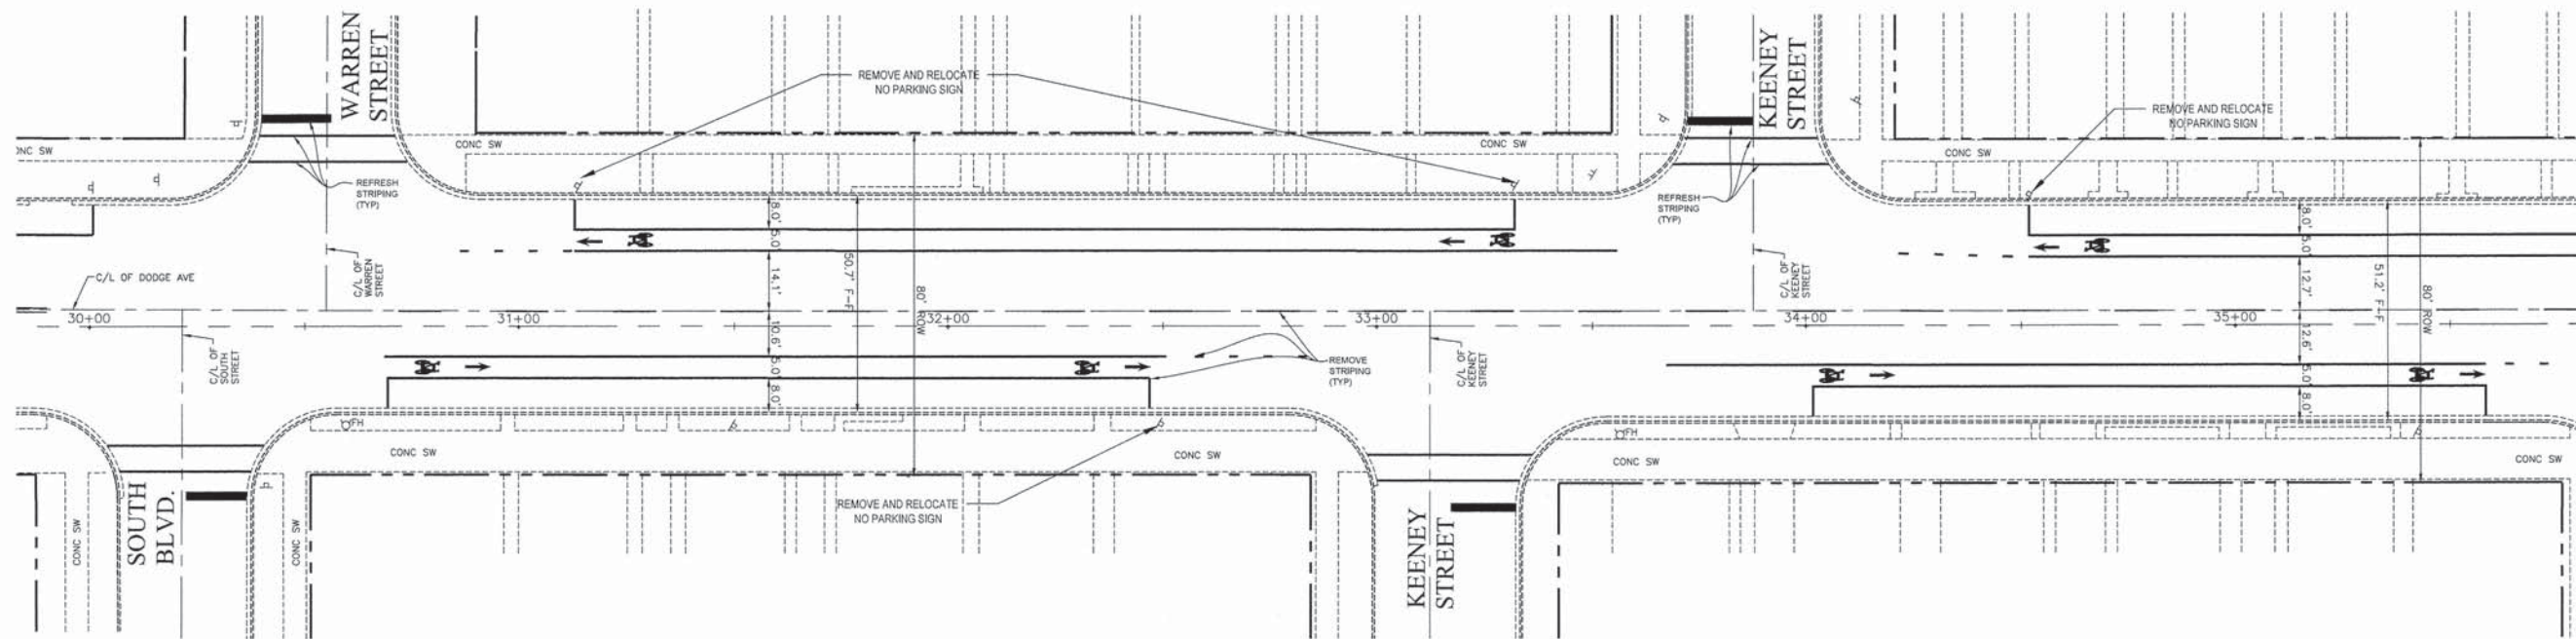 WARREN
STREET
REMOVE AND RELOCATE
NO PARKING SIGN
KEENEY
STREET
REMOVE AND RELOCATE
NO PARKING SIGN
CONC SW
CONC SW
CONC SW
REFRESH
STRIPING
(TYP)
REFRESH
STRIPING
(TYP)
8.0'
5.0'
14.1'
50.7' F-F
80' ROW
8.0'
5.0'
12.7'
51.2' F-F
80' ROW
C/L OF DODGE AVE
C/L OF
WARREN
STREET
C/L OF
KEENEY
STREET
30+00
31+00
32+00
33+00
34+00
35+00
C/L OF
SOUTH
STREET
10.6'
5.0'
8.0'
REMOVE
STRIPING
(TYP)
C/L OF
KEENEY
STREET
12.6'
5.0'
8.0'
FH
FH
CONC SW
CONC SW
CONC SW
CONC SW
REMOVE AND RELOCATE
NO PARKING SIGN
CONC SW
SOUTH
BLVD.
CONC SW
KEENEY
STREET